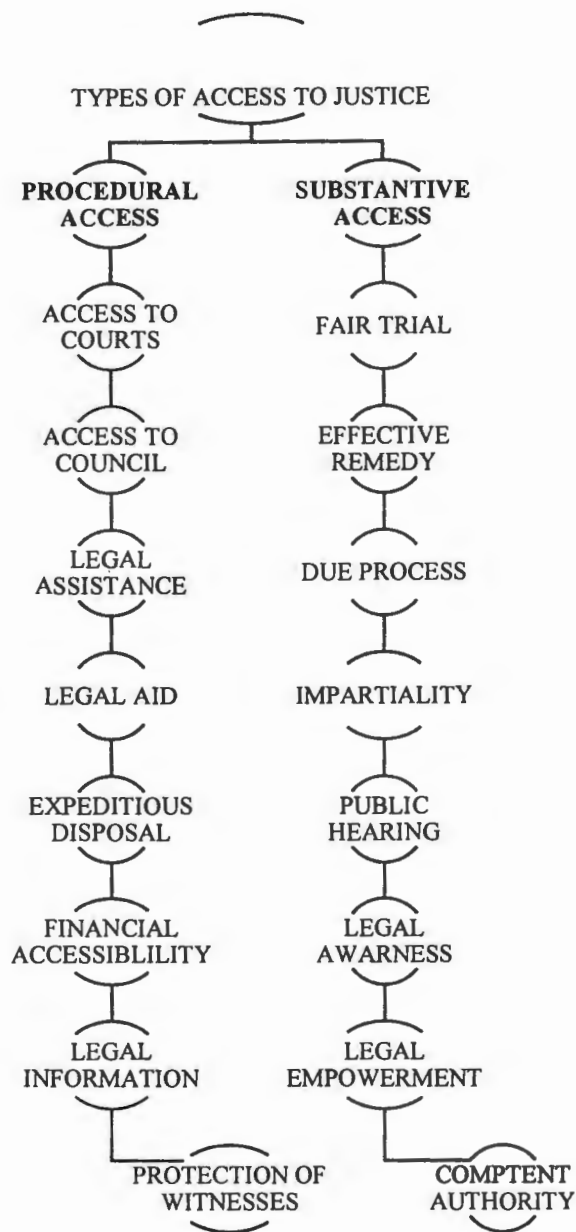 TYPES OF ACCESS TO JUSTICE
PROCEDURAL
ACCESS
ACCESS TO
COURTS
ACCESS TO
COUNCIL
LEGAL
ASSISTANCE
LEGAL AID
EXPEDITIOUS
DISPOSAL
FINANCIAL
ACCESSIBLILITY
LEGAL
INFORMATION
PROTECTION OF
WITNESSES
SUBSTANTIVE
ACCESS
FAIR TRIAL
EFFECTIVE
REMEDY
DUE PROCESS
IMPARTIALITY
PUBLIC
HEARING
LEGAL
AWARNESS
LEGAL
EMPOWERMENT
COMPTENT
AUTHORITY